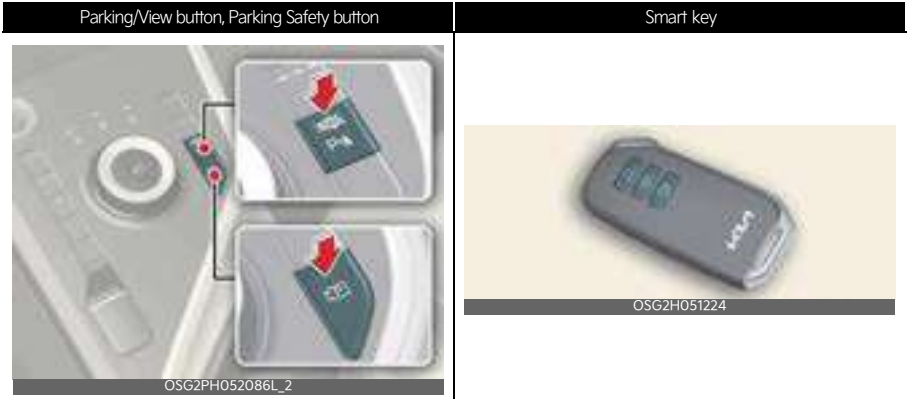 Parking/View button, Parking Safety button
Smart key
OSG2PH052086L_2
OSG2H051224